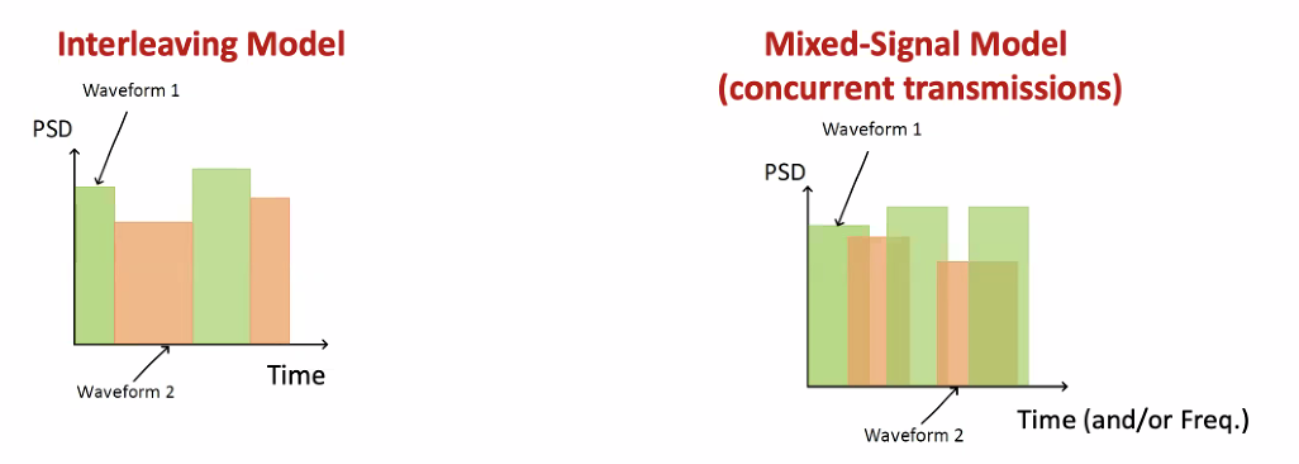 Interleaving Model
Waveform 1
PSD
Time
Waveform 2
Mixed-Signal Model
(concurrent transmissions)
Waveform 1
PSD
Time (and/or Freq.)
Waveform 2